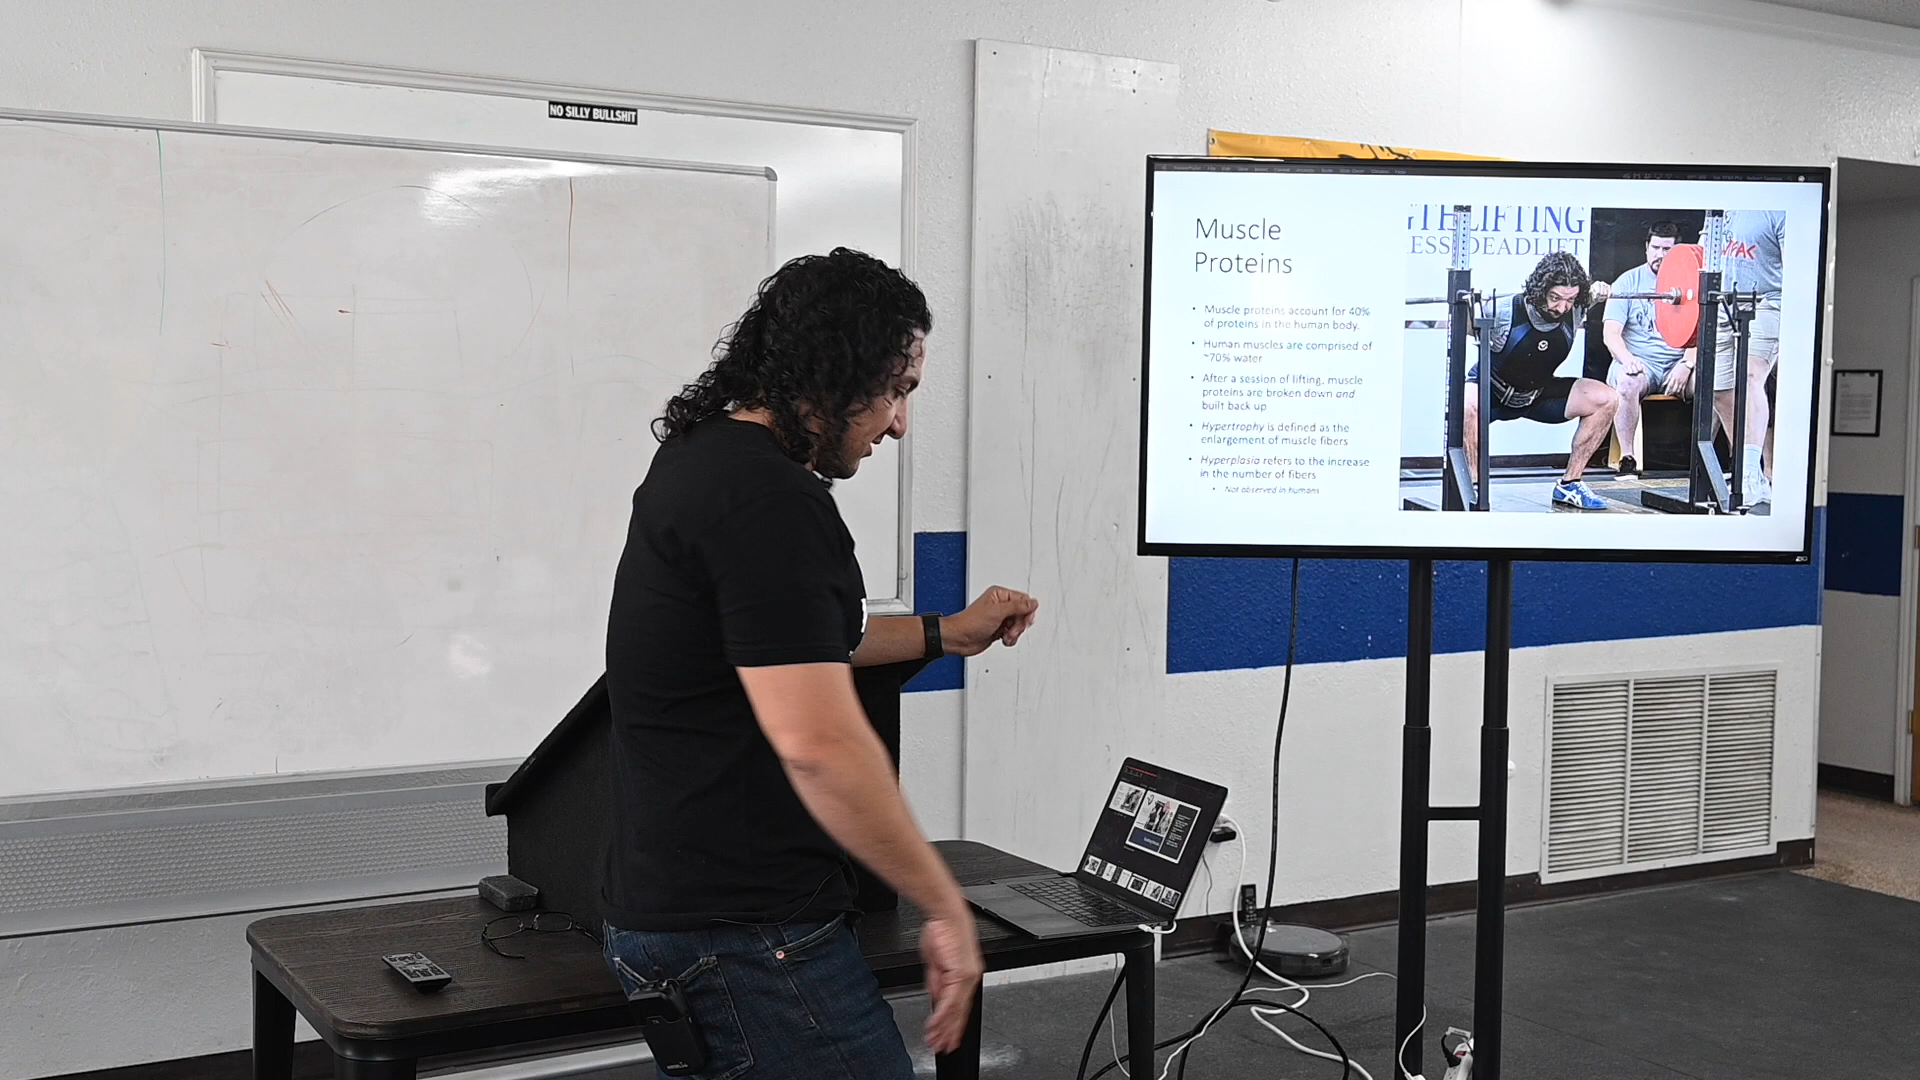 NO SILLY BULLSHIT
Muscle
Proteins
• Muscle proteins account for 40%
of proteins in the human body.
• Human muscles are comprised of
~70% water
• After a session of lifting, muscle
proteins are broken down and
built back up
• Hypertrophy is defined as the
enlargement of muscle fibers
• Hyperplasia refers to the increase
in the number of fibers
• Not observed in humans
THLIFTING
ESS DEADLIFT